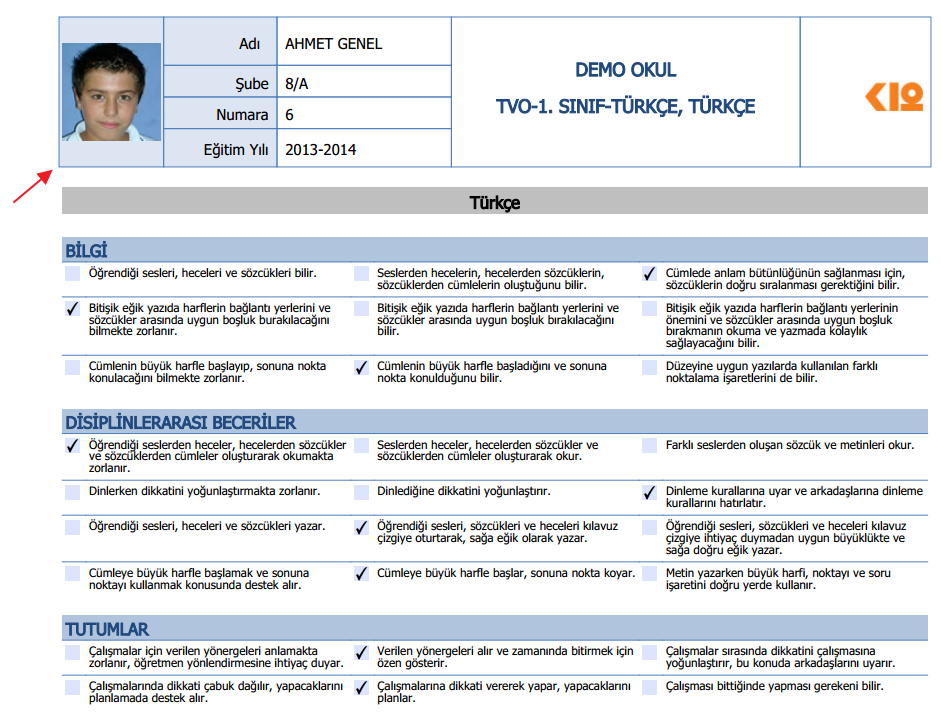 Adı AHMET GENEL
Şube 8/A
Numara 6
Eğitim Yılı 2013-2014
DEMO OKUL
TVO-1. SINIF-TÜRKÇE, TÜRKÇE
K12
Türkçe
BİLGİ
Öğrendiği sesleri, heceleri ve sözcükleri bilir.
Seslerden hecelerin, hecelerden sözcüklerin,
sözcüklerden cümlelerin oluştuğunu bilir.
✓ Cümlede anlam bütünlüğünün sağlanması için,
sözcüklerin doğru sıralanması gerektiğini bilir.
✓ Bitişik eğik yazıda harflerin bağlantı yerlerini ve
sözcükler arasında uygun boşluk burakılacağını
bilmekte zorlanır.
Bitişik eğik yazıda harflerin bağlantı yerlerini ve
sözcükler arasında uygun boşluk bırakılacağını
bilir.
Bitişik eğik yazıda harflerin bağlantı yerlerinin
önemini ve sözcükler arasında uygun boşluk
bırakmanın okuma ve yazmada kolaylık
sağlayacağını bilir.
Cümlenin büyük harfle başlayıp, sonuna nokta
konulacağını bilmekte zorlanır.
✓ Cümlenin büyük harfle başladığını ve sonuna
nokta konulduğunu bilir.
Düzeyine uygun yazılarda kullanılan farklı
noktalama işaretlerini de bilir.
DİSİPLİNLERARASI BECERİLER
✓ Öğrendiği seslerden heceler, hecelerden sözcükler
ve sözcüklerden cümleler oluşturarak okumakta
zorlanır.
Seslerden heceler, hecelerden sözcükler ve
sözcüklerden cümleler oluşturarak okur.
Farklı seslerden oluşan sözcük ve metinleri okur.
Dinlerken dikkatini yoğunlaştırmakta zorlanır.
Dinlediğine dikkatini yoğunlaştırır.
✓ Dinleme kurallarına uyar ve arkadaşlarına dinleme
kurallarını hatırlatır.
Öğrendiği sesleri, heceleri ve sözcükleri yazar.
✓ Öğrendiği sesleri, sözcükleri ve heceleri kılavuz
çizgiye oturtarak, sağa eğik olarak yazar.
Öğrendiği sesleri, sözcükleri ve heceleri kılavuz
çizgiye ihtiyaç duymadan uygun büyüklükte ve
sağa doğru eğik yazar.
Cümleye büyük harfle başlamak ve sonuna
noktayı kullanmak konusunda destek alır.
✓ Cümleye büyük harfle başlar, sonuna nokta koyar.
Metin yazarken büyük harfi, noktayı ve soru
işaretini doğru yerde kullanır.
TUTUMLAR
Çalışmalar için verilen yönergeleri anlamakta
zorlanır, öğretmen yönlendirmesine ihtiyaç duyar.
✓ Verilen yönergeleri alır ve zamanında bitirmek için
özen gösterir.
Çalışmalar sırasında dikkatini çalışmasına
yoğunlaştırır, bu konuda arkadaşlarını uyarır.
Çalışmalarında dikkati çabuk dağılır, yapacaklarını
planlamada destek alır.
✓ Çalışmalarına dikkati vererek yapar, yapacaklarını
planlar.
Çalışması bittiğinde yapması gerekeni bilir.